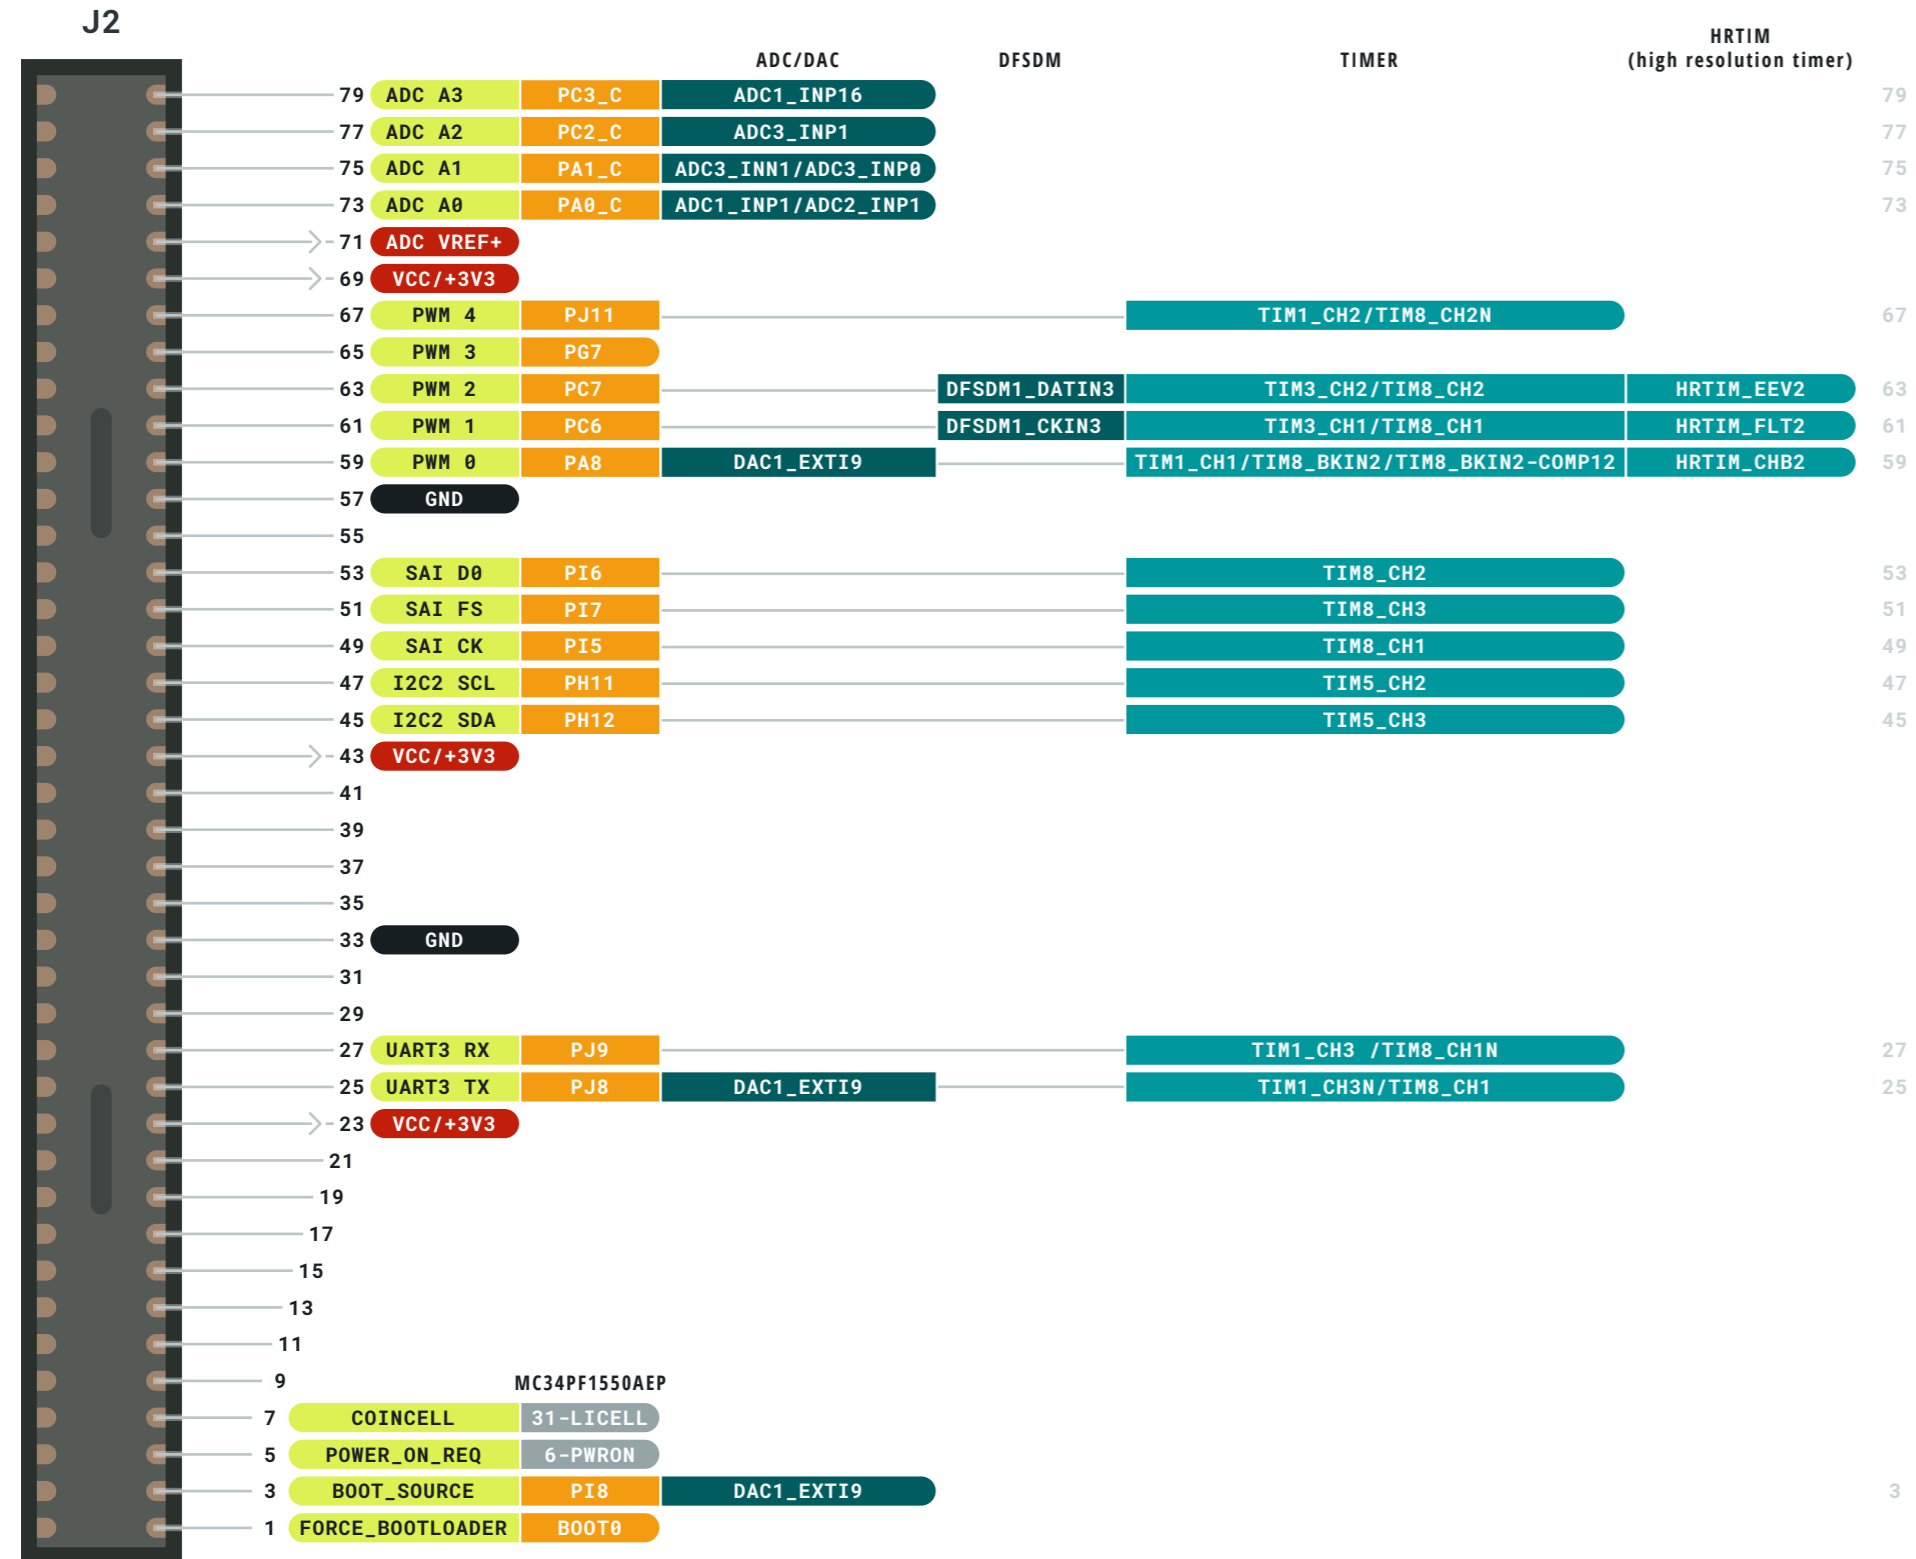 J2
HRTIM
ADC/DAC DFSDM TIMER (high resolution timer)
79 ADC A3 PC3_C ADC1_INP16 79
77 ADC A2 PC2_C ADC3_INP1 77
75 ADC A1 PA1_C ADC3_INN1/ADC3_INP0 75
73 ADC A0 PA0_C ADC1_INP1/ADC2_INP1 73
71 ADC VREF+
69 VCC/+3V3
67 PWM 4 PJ11 TIM1_CH2/TIM8_CH2N 67
65 PWM 3 PG7
63 PWM 2 PC7 DFSDM1_DATIN3 TIM3_CH2/TIM8_CH2 HRTIM_EEV2 63
61 PWM 1 PC6 DFSDM1_CKIN3 TIM3_CH1/TIM8_CH1 HRTIM_FLT2 61
59 PWM 0 PA8 DAC1_EXTI9 TIM1_CH1/TIM8_BKIN2/TIM8_BKIN2-COMP12 HRTIM_CHB2 59
57 GND
55
53 SAI D0 PI6 TIM8_CH2 53
51 SAI FS PI7 TIM8_CH3 51
49 SAI CK PI5 TIM8_CH1 49
47 I2C2 SCL PH11 TIM5_CH2 47
45 I2C2 SDA PH12 TIM5_CH3 45
43 VCC/+3V3
41
39
37
35
33 GND
31
29
27 UART3 RX PJ9 TIM1_CH3 /TIM8_CH1N 27
25 UART3 TX PJ8 DAC1_EXTI9 TIM1_CH3N/TIM8_CH1 25
23 VCC/+3V3
21
19
17
15
13
11
9 MC34PF1550AEP
7 COINCELL 31-LICELL
5 POWER_ON_REQ 6-PWRON
3 BOOT_SOURCE PI8 DAC1_EXTI9 3
1 FORCE_BOOTLOADER BOOT0